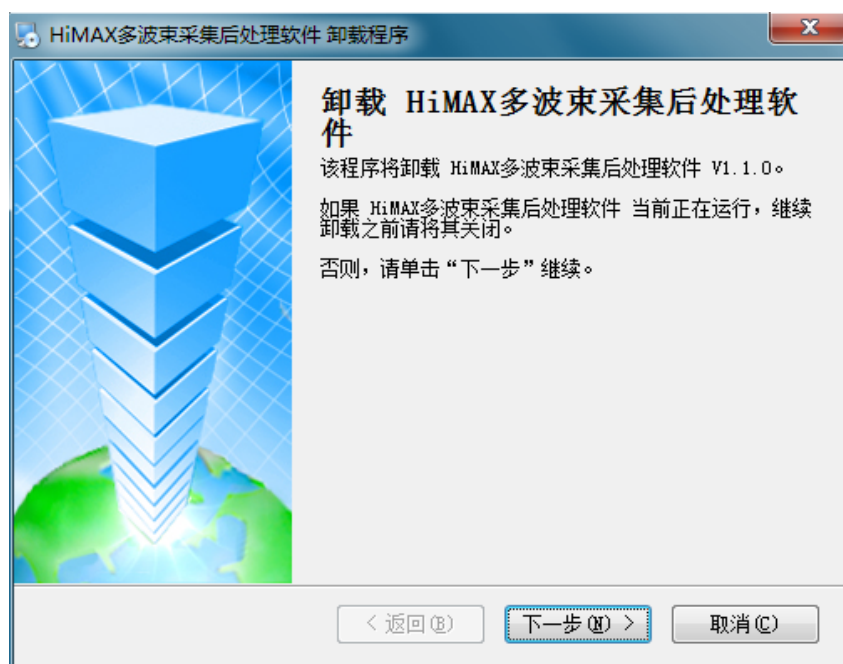 HiMAX多波束采集后处理软件 卸载程序
卸载 HiMAX多波束采集后处理软
件
该程序将卸载 HiMAX多波束采集后处理软件 V1.1.0。
如果 HiMAX多波束采集后处理软件 当前正在运行，继续
卸载之前请将其关闭。
否则，请单击“下一步”继续。
< 返回(B)
下一步(N) >
取消(C)